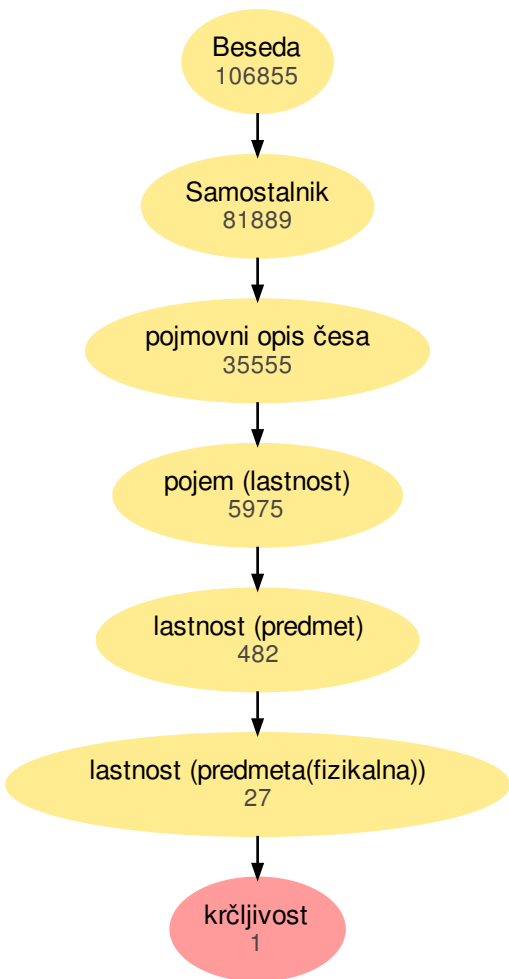 Beseda
106855
Samostalnik
81889
pojmovni opis česa
35555
pojem (lastnost)
5975
lastnost (predmet)
482
lastnost (predmeta(fizikalna))
27
krčljivost
1